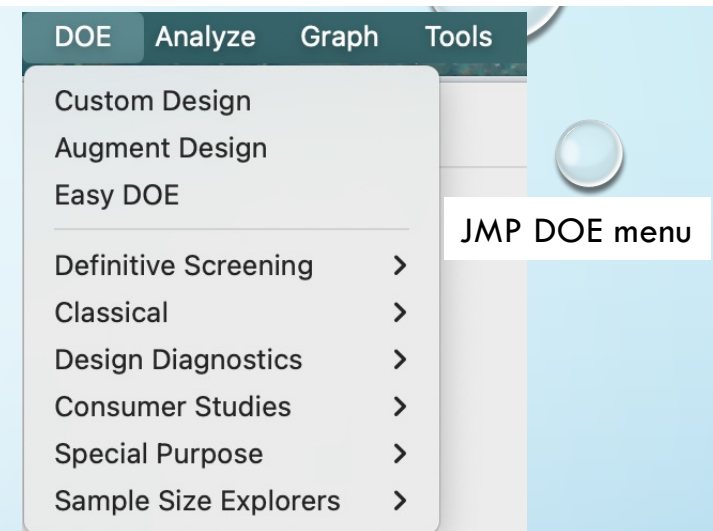 DOE Analyze Graph Tools
Custom Design
Augment Design
Easy DOE
JMP DOE menu
Definitive Screening
Classical
Design Diagnostics
Consumer Studies
Special Purpose
Sample Size Explorers